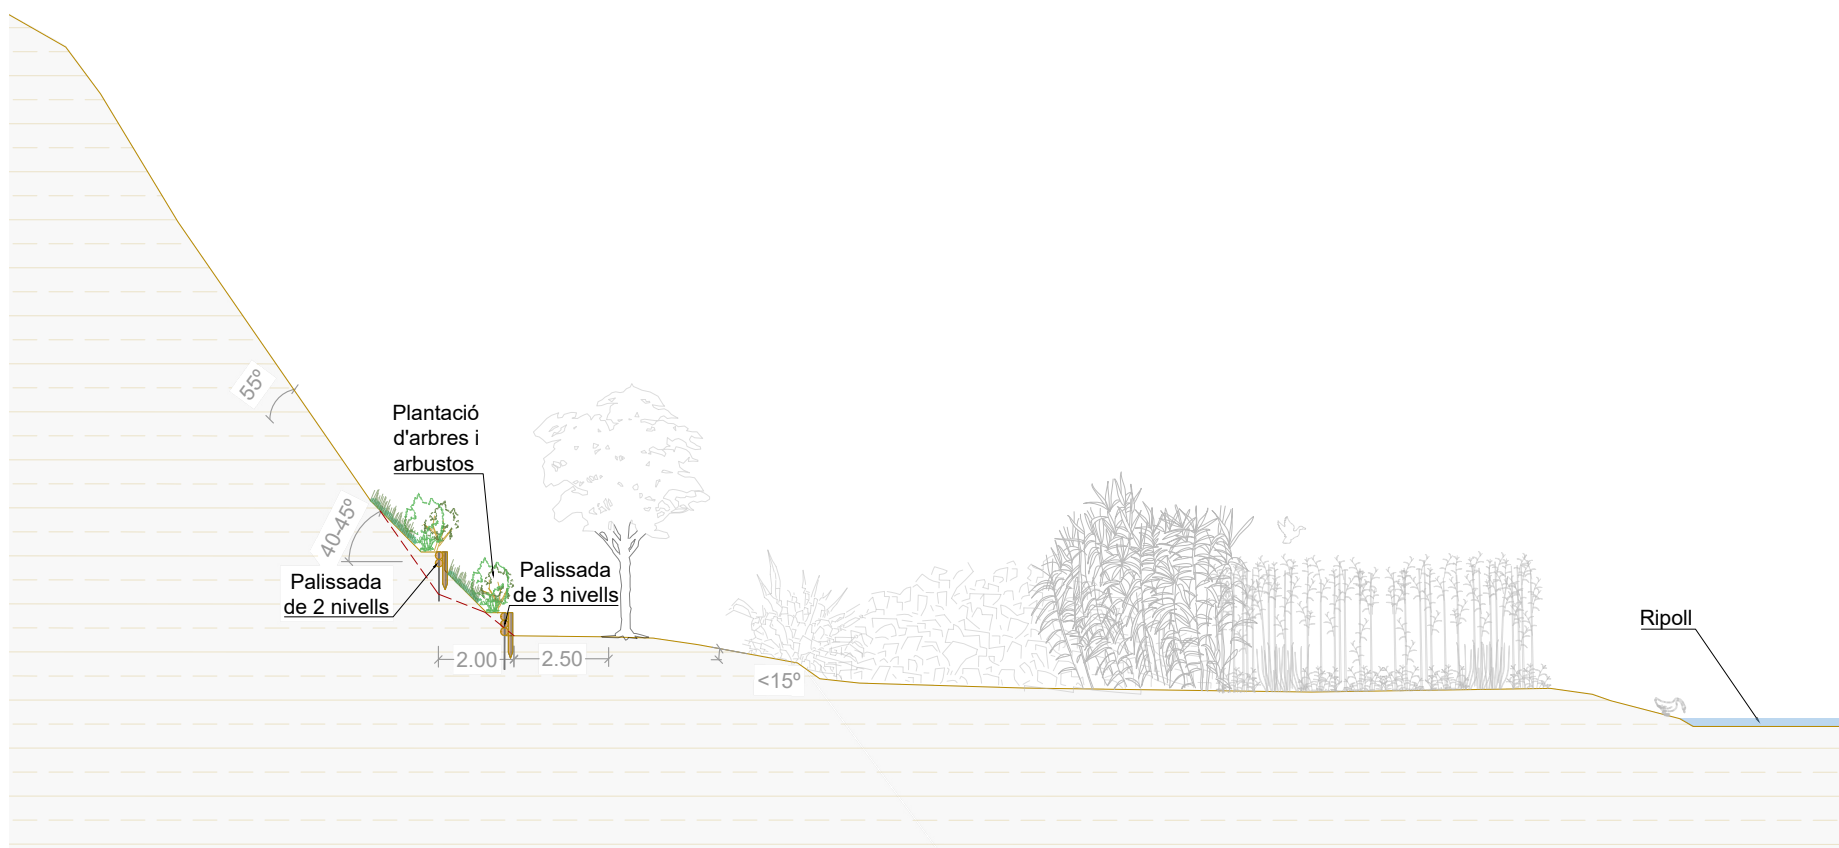 55º
Plantació
d'arbres i
arbustos
40-45º
Palissada
de 2 nivells
Palissada
de 3 nivells
2.00
2.50
<15º
Ripoll